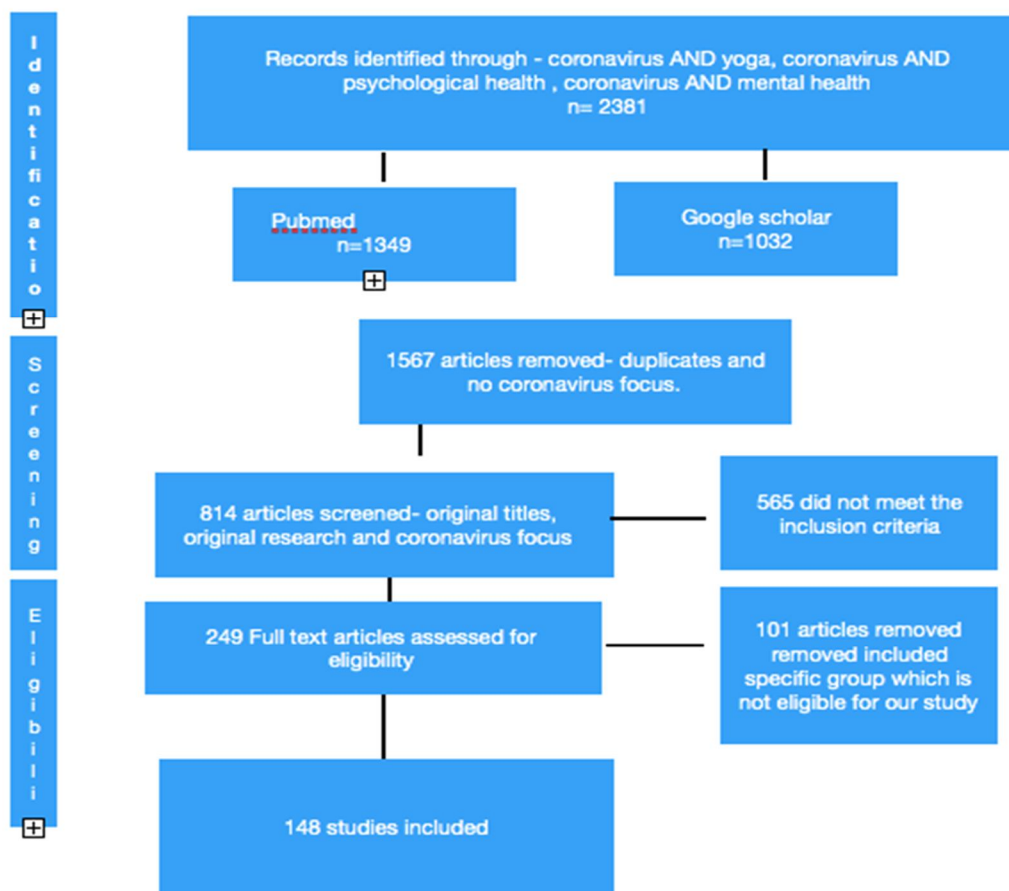 Identificatio
Records identified through - coronavirus AND yoga, coronavirus AND
psychological health , coronavirus AND mental health
n= 2381
Pubmed
n=1349
Google scholar
n=1032
Screening
1567 articles removed- duplicates and
no coronavirus focus.
814 articles screened- original titles,
original research and coronavirus focus
565 did not meet the
inclusion criteria
Eligibili
249 Full text articles assessed for
eligibility
101 articles removed
removed included
specific group which is
not eligible for our study
148 studies included